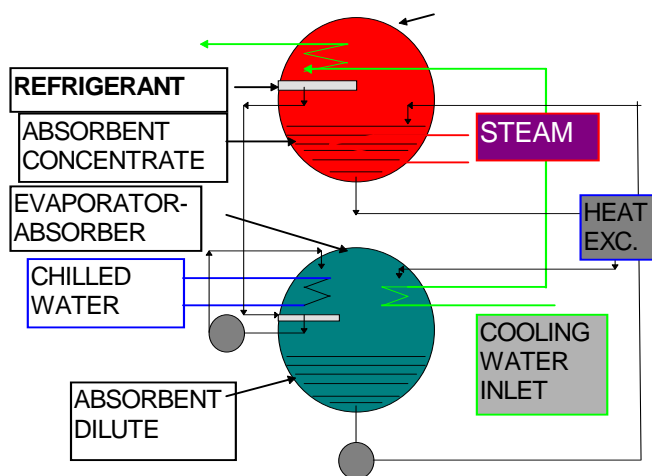 REFRIGERANT
ABSORBENT
CONCENTRATE
STEAM
EVAPORATOR-
ABSORBER
HEAT
EXC.
CHILLED
WATER
COOLING
WATER
INLET
ABSORBENT
DILUTE